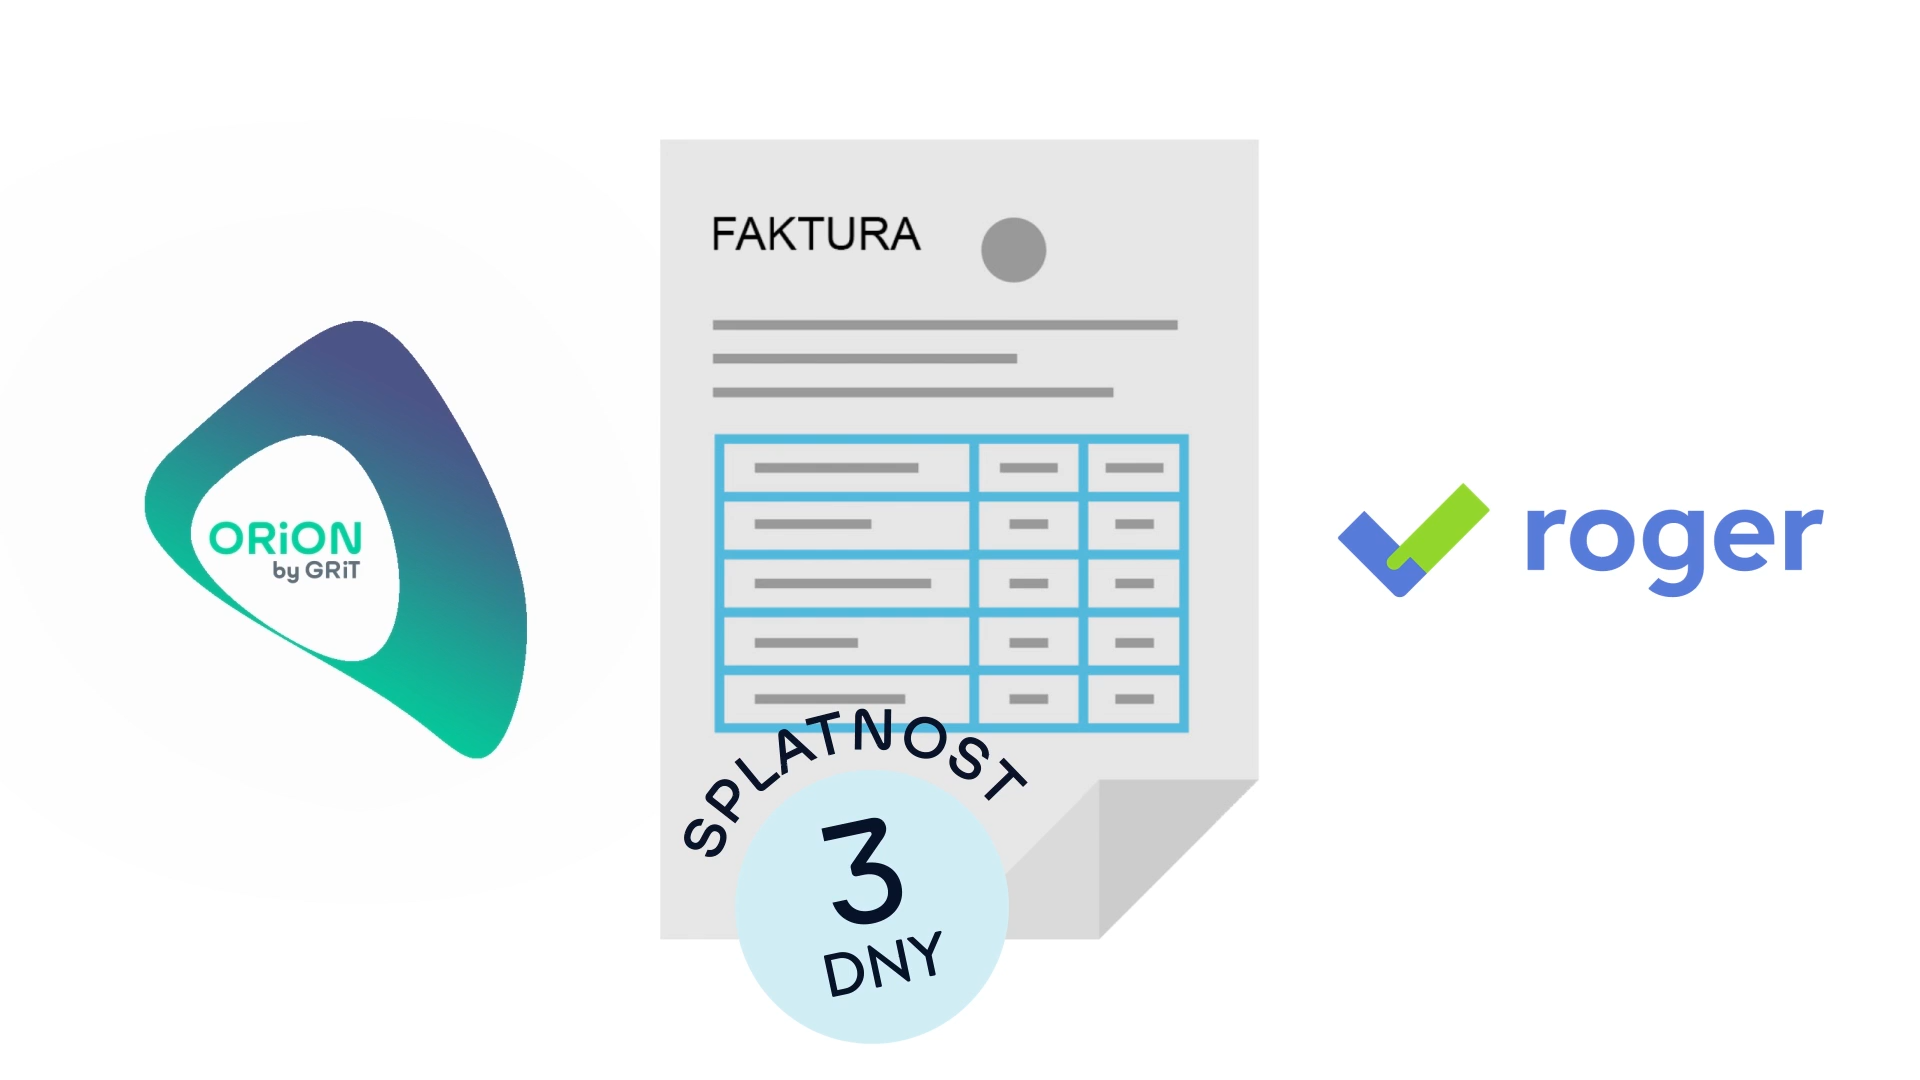 ORiON
by GRiT
FAKTURA
SPLATNOST
3
DNY
roger